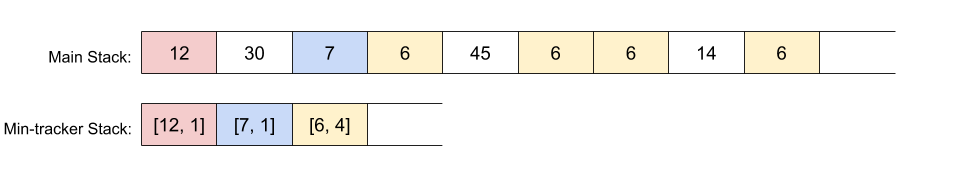 Main Stack: 12 30 7 6 45 6 6 14 6
Min-tracker Stack: [12, 1] [7, 1] [6, 4]